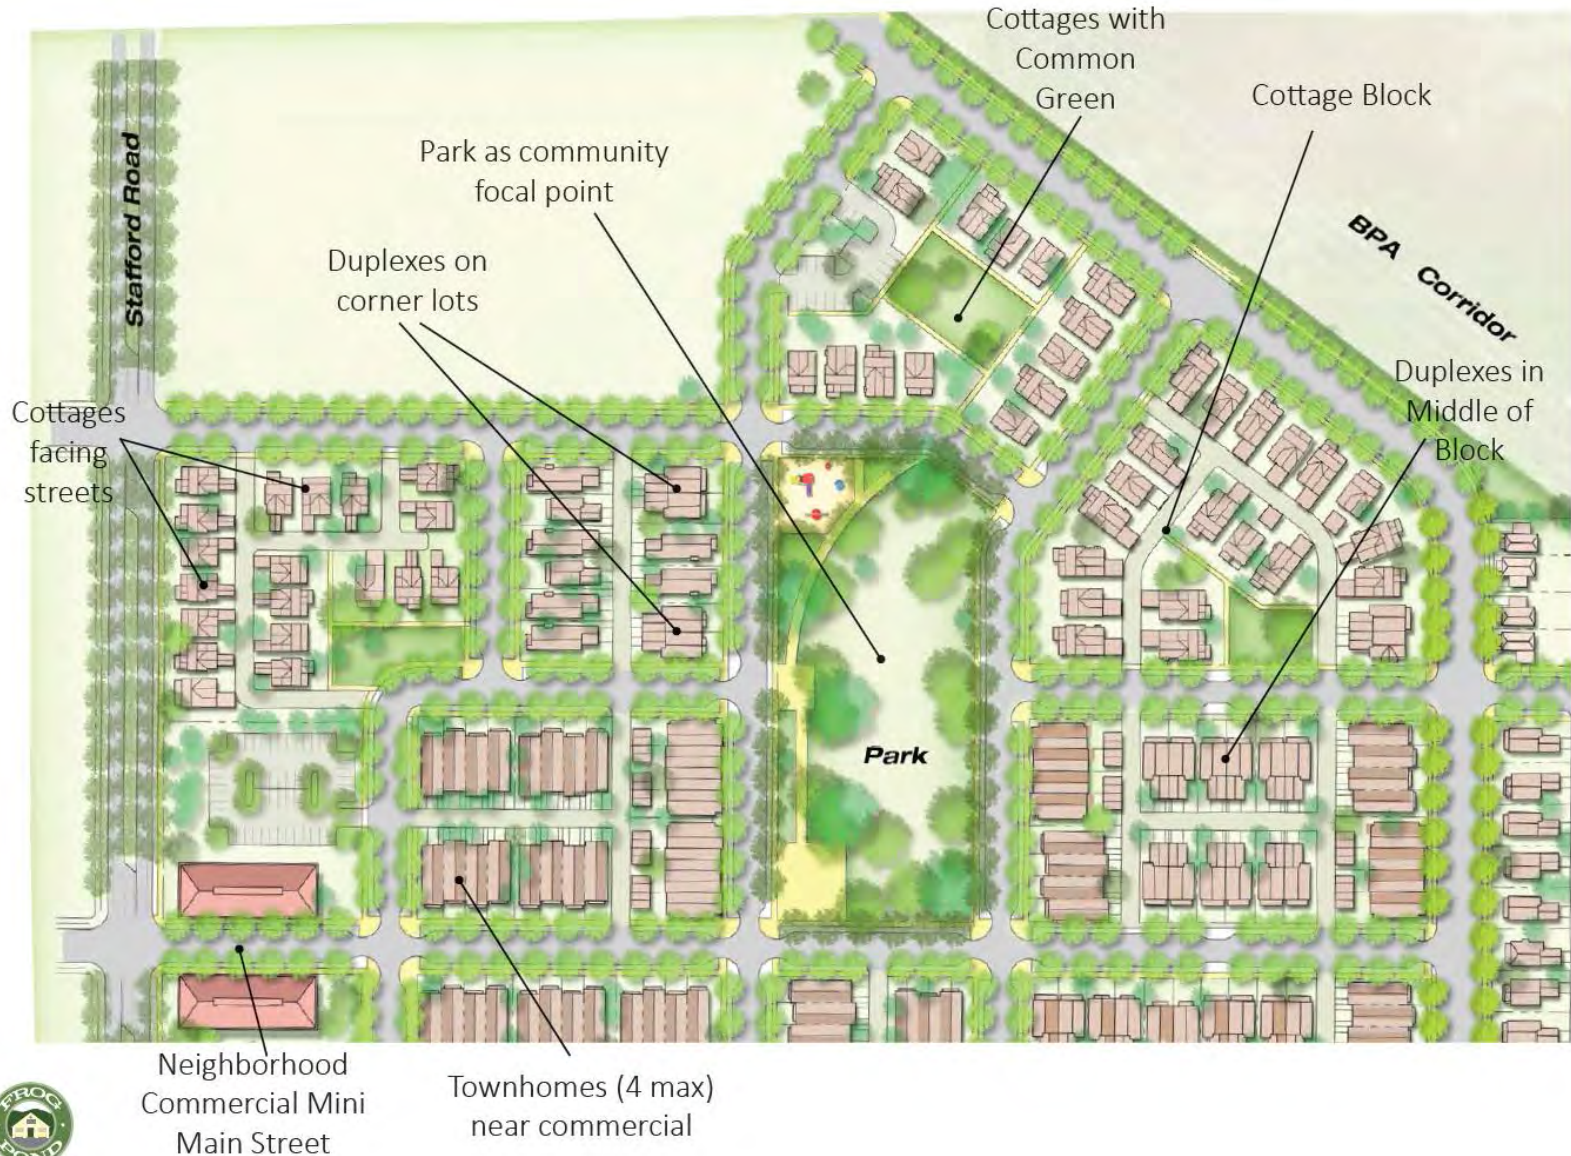 Cottages with
Common
Green
Cottage Block
Park as community
focal point
Stafford Road
BPA Corridor
Duplexes on
corner lots
Duplexes in
Middle of
Block
Cottages
facing
streets
Park
Neighborhood
Commercial Mini
Main Street
Townhomes (4 max)
near commercial
FROG
POND